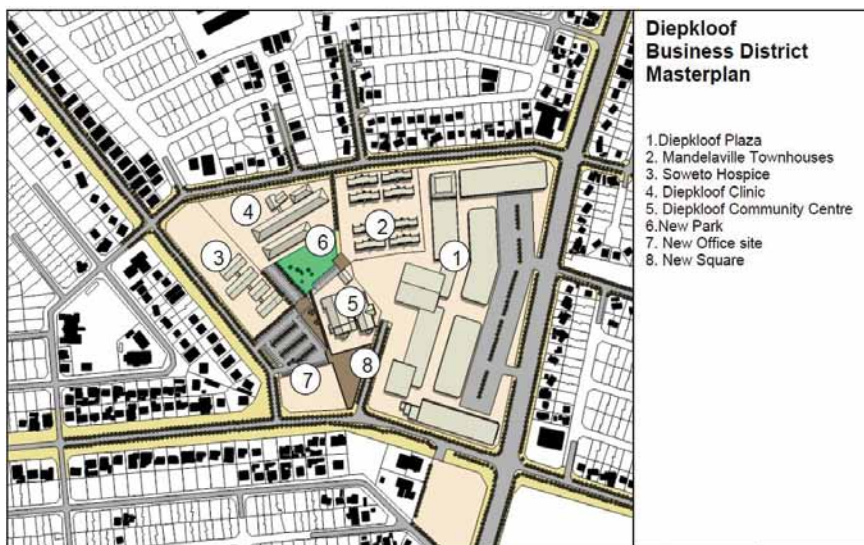 Diepkloof
Business District
Masterplan
1.Diepkloof Plaza
2. Mandelaville Townhouses
3. Soweto Hospice
4. Diepkloof Clinic
5. Diepkloof Community Centre
6.New Park
7. New Office site
8. New Square
4
6
2
3
1
5
8
7